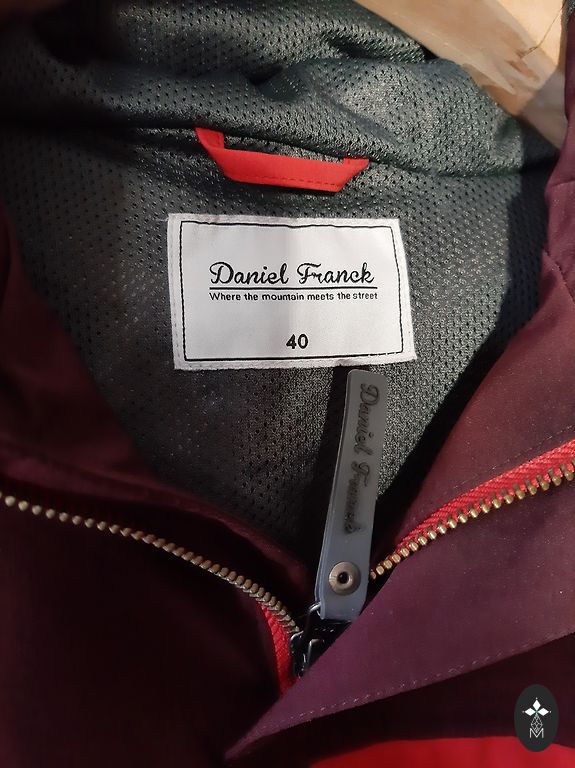 Daniel Franck
Where the mountain meets the street
40
Daniel Franck
M